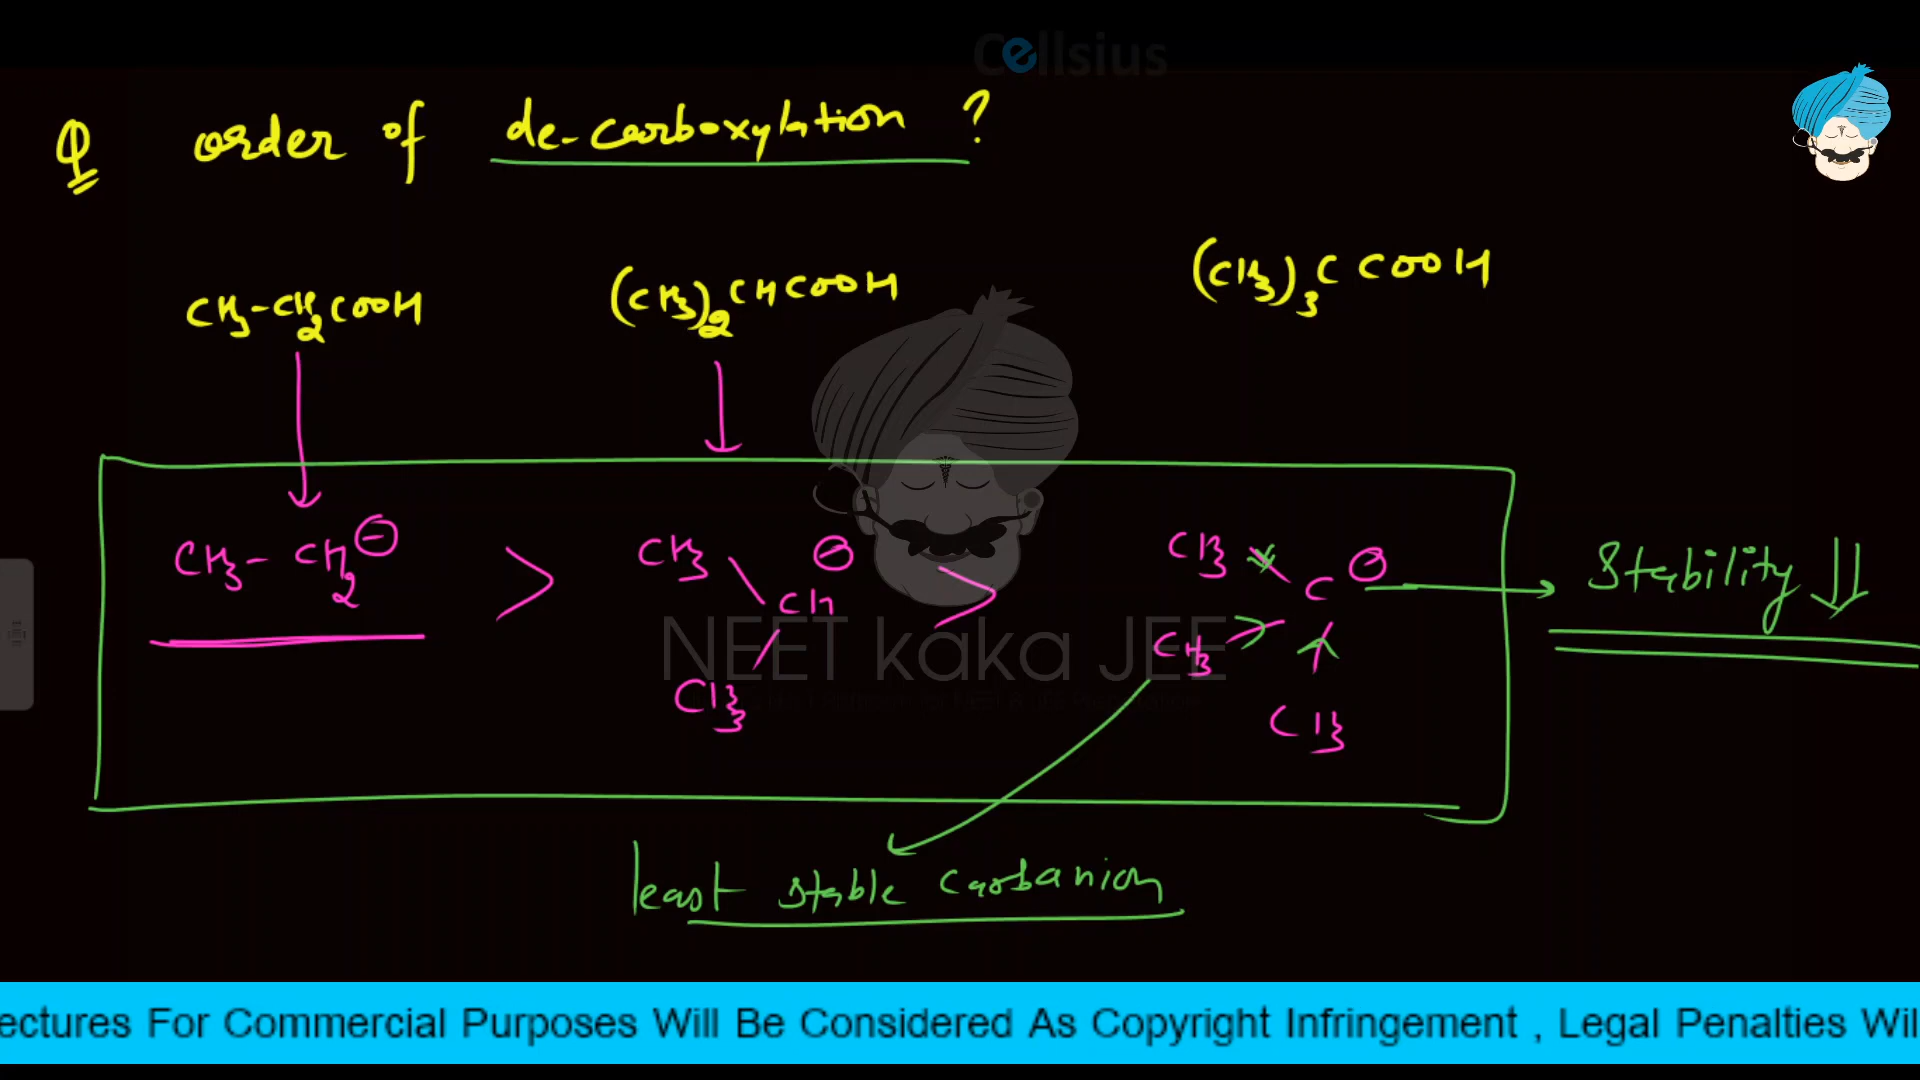 Cellsius
Q order of de-carboxylation ?
CH3-CH2COOH (CH3)2CHCOOH (CH3)3CCOOH
CH3-CH2⊖ > CH3 CH ⊖ CH3 > CH3 C ⊖ CH3 CH3 Stability ↓↓
NEET kaka JEE
least stable carbanion
ectures For Commercial Purposes Will Be Considered As Copyright Infringement , Legal Penalties Wil